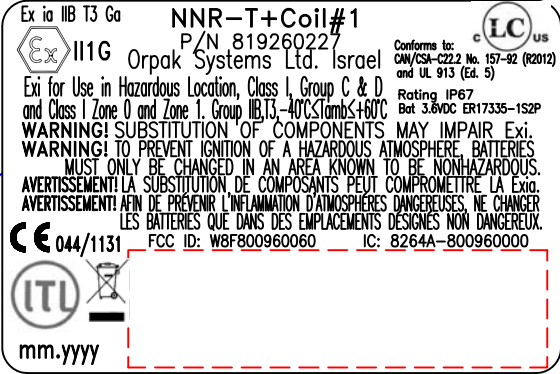 Ex ia IIB T3 Ga
NNR-T+Coil#1
c LC US
Ex II1G
P/N 819260227
Orpak Systems Ltd. Israel
Conforms to:
CAN/CSA-C22.2 No. 157-92 (R2012)
and UL 913 (Ed. 5)
Exi for Use in Hazardous Location, Class I, Group C & D
and Class I Zone 0 and Zone 1. Group IIB,T3,-40°C≤Tamb≤+60°C
Rating IP67
Bat 3.6VDC ER17335-1S2P
WARNING! SUBSTITUTION OF COMPONENTS MAY IMPAIR Exi.
WARNING! TO PREVENT IGNITION OF A HAZARDOUS ATMOSPHERE, BATTERIES
MUST ONLY BE CHANGED IN AN AREA KNOWN TO BE NONHAZARDOUS.
AVERTISSEMENT! LA SUBSTITUTION DE COMPOSANTS PEUT COMPROMETTRE LA Exia.
AVERTISSEMENT! AFIN DE PRÉVENIR L'INFLAMMATION D'ATMOSPHÈRES DANGEREUSES, NE CHANGER
LES BATTERIES QUE DANS DES EMPLACEMENTS DÉSIGNÉS NON DANGEREUX.
CE 044/1131
FCC ID: W8F800960060 IC: 8264A-800960000
ITL
mm.yyyy